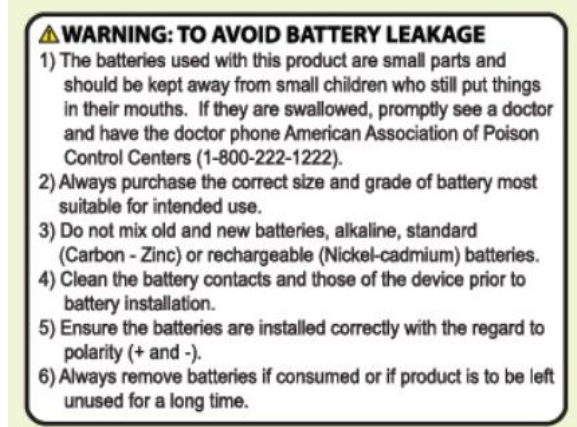 ⚠WARNING: TO AVOID BATTERY LEAKAGE
1) The batteries used with this product are small parts and
should be kept away from small children who still put things
in their mouths. If they are swallowed, promptly see a doctor
and have the doctor phone American Association of Poison
Control Centers (1-800-222-1222).
2) Always purchase the correct size and grade of battery most
suitable for intended use.
3) Do not mix old and new batteries, alkaline, standard
(Carbon - Zinc) or rechargeable (Nickel-cadmium) batteries.
4) Clean the battery contacts and those of the device prior to
battery installation.
5) Ensure the batteries are installed correctly with the regard to
polarity (+ and -).
6) Always remove batteries if consumed or if product is to be left
unused for a long time.